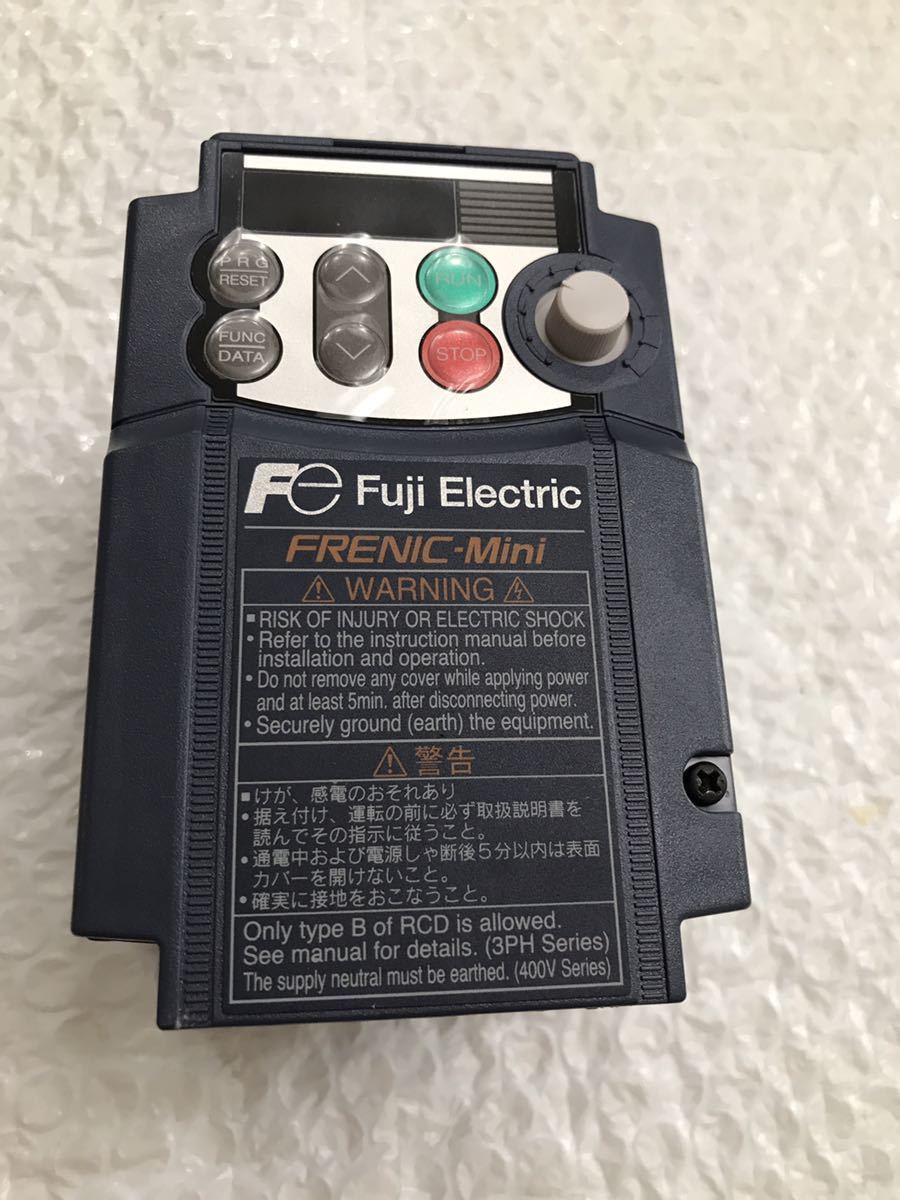 PRG
RESET
RUN
FUNC
DATA
STOP
Fe Fuji Electric
FRENIC-Mini
⚠ WARNING
■ RISK OF INJURY OR ELECTRIC SHOCK
• Refer to the instruction manual before
installation and operation.
• Do not remove any cover while applying power
and at least 5min. after disconnecting power.
• Securely ground (earth) the equipment.
⚠ 警告
■ けが、感電のおそれあり
• 据え付け、運転の前に必ず取扱説明書を
読んでその指示に従うこと。
• 通電中および電源しゃ断後5分以内は表面
カバーを開けないこと。
• 確実に接地をおこなうこと。
Only type B of RCD is allowed.
See manual for details. (3PH Series)
The supply neutral must be earthed. (400V Series)